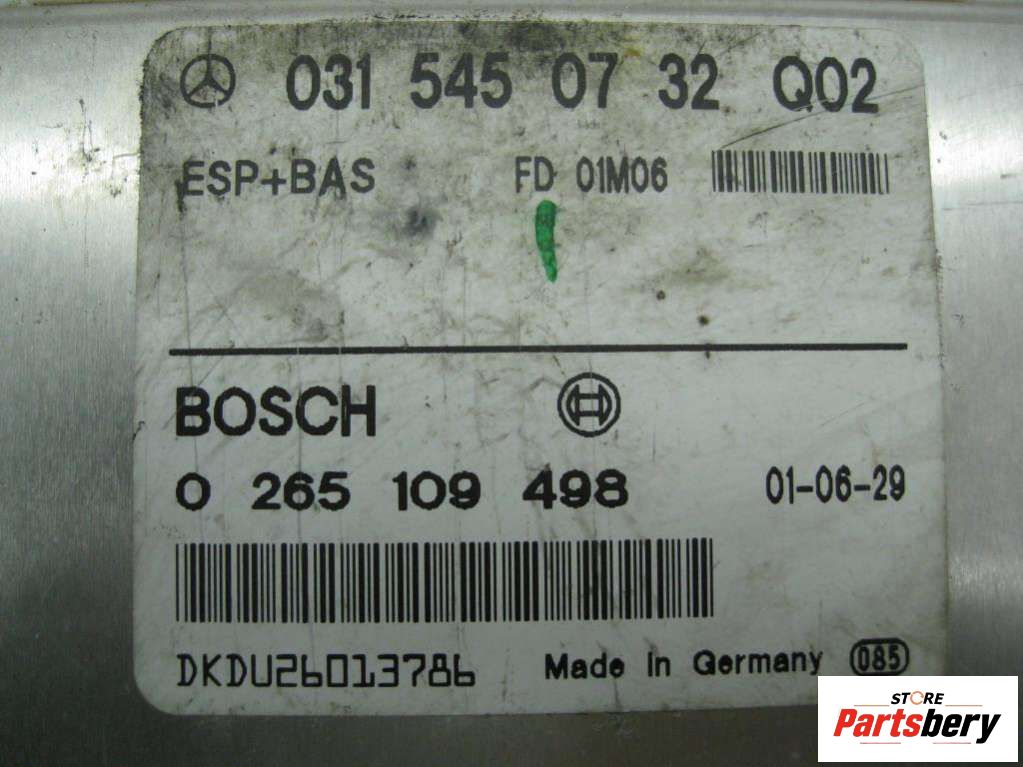 031 545 07 32 Q02
ESP+BAS FD 01M06
BOSCH
0 265 109 498 01-06-29
DKDU26013786 Made in Germany 085
STORE
Partsbery